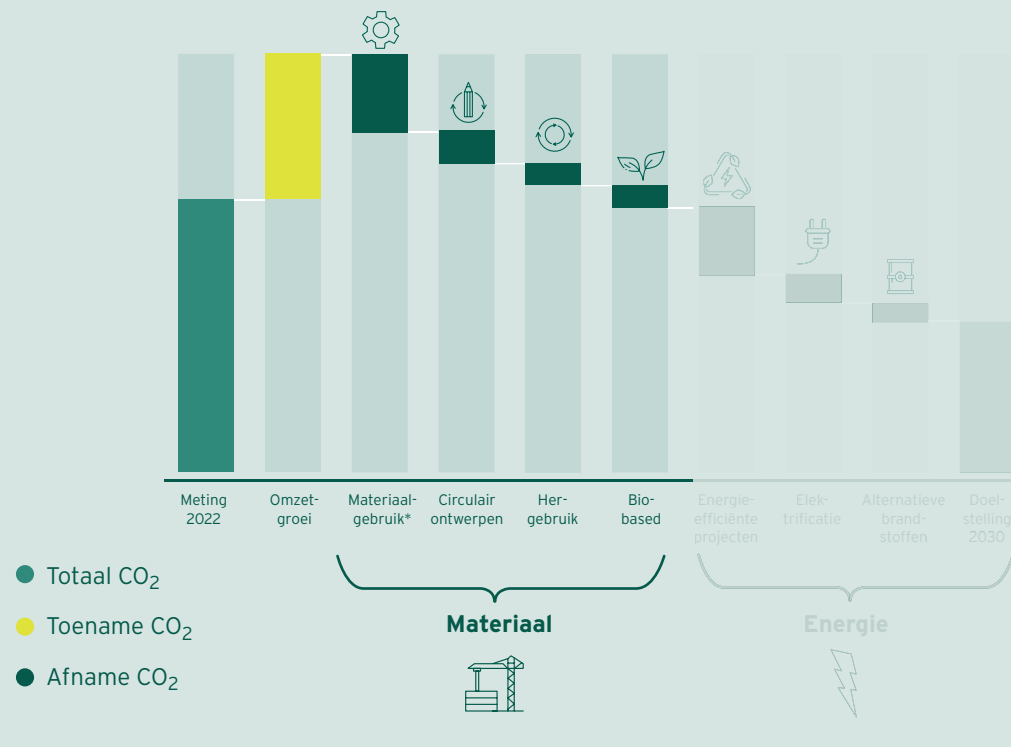 Meting
2022
Omzet-
groei
Materiaal-
gebruik*
Circulair
ontwerpen
Her-
gebruik
Bio-
based
Energie-
efficiënte
projecten
Elek-
trificatie
Alternatieve
brand-
stoffen
Doel-
stelling
2030
Totaal CO₂
Toename CO₂
Afname CO₂
Materiaal
Energie